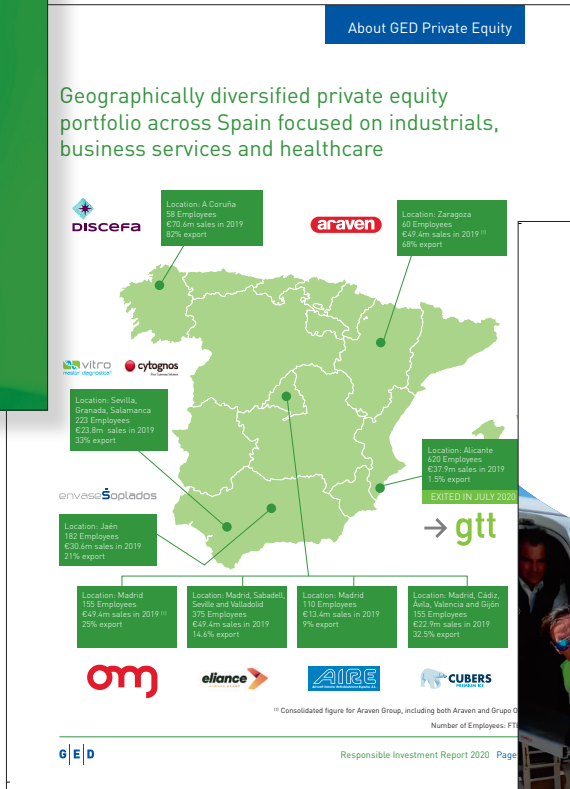 About GED Private Equity
Geographically diversified private equity
portfolio across Spain focused on industrials,
business services and healthcare
DISCEFA
Location: A Coruña
58 Employees
€70.6m sales in 2019
82% export
araven
Location: Zaragoza
60 Employees
€49.4m sales in 2019 (1)
68% export
vitro
master diagnóstica
cytognos
Location: Sevilla,
Granada, Salamanca
223 Employees
€23.8m sales in 2019
33% export
Location: Alicante
620 Employees
€37.9m sales in 2019
1.5% export
EXITED IN JULY 2020
gtt
envaseSoplados
Location: Jaén
182 Employees
€30.6m sales in 2019
21% export
Location: Madrid
155 Employees
€49.4m sales in 2019 (1)
25% export
Location: Madrid, Sabadell,
Seville and Valladolid
375 Employees
€49.4m sales in 2019
14.6% export
Location: Madrid
110 Employees
€13.4m sales in 2019
9% export
Location: Madrid, Cádiz,
Ávila, Valencia and Gijón
155 Employees
€22.9m sales in 2019
32.5% export
omg
eliance
AIRE
CUBERS
PREMIUM ICE
(1) Consolidated figure for Araven Group, including both Araven and Grupo O
Number of Employees: FT
G|E|D
Responsible Investment Report 2020 Page